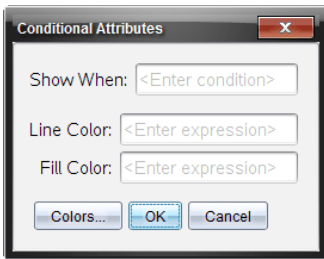 Conditional Attributes
Show When: <Enter condition>
Line Color: <Enter expression>
Fill Color: <Enter expression>
Colors... OK Cancel